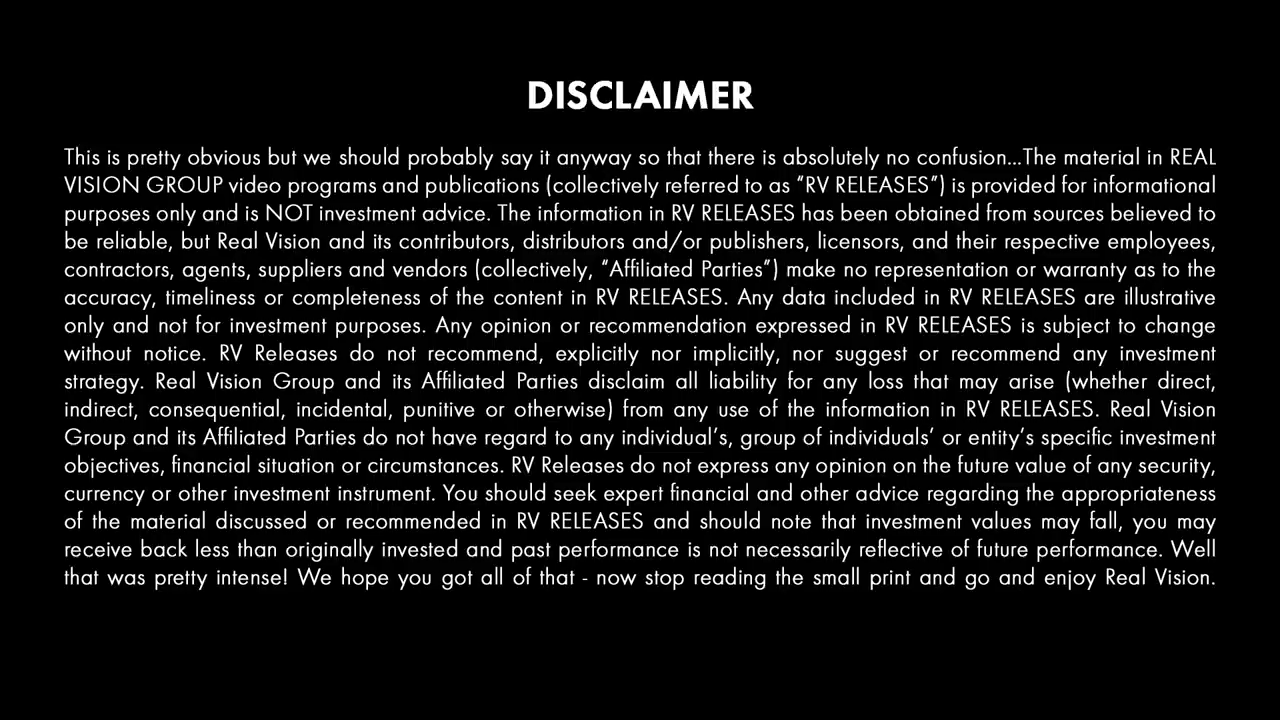 DISCLAIMER
This is pretty obvious but we should probably say it anyway so that there is absolutely no confusion...The material in REAL
VISION GROUP video programs and publications (collectively referred to as “RV RELEASES”) is provided for informational
purposes only and is NOT investment advice. The information in RV RELEASES has been obtained from sources believed to
be reliable, but Real Vision and its contributors, distributors and/or publishers, licensors, and their respective employees,
contractors, agents, suppliers and vendors (collectively, “Affiliated Parties”) make no representation or warranty as to the
accuracy, timeliness or completeness of the content in RV RELEASES. Any data included in RV RELEASES are illustrative
only and not for investment purposes. Any opinion or recommendation expressed in RV RELEASES is subject to change
without notice. RV Releases do not recommend, explicitly nor implicitly, nor suggest or recommend any investment
strategy. Real Vision Group and its Affiliated Parties disclaim all liability for any loss that may arise (whether direct,
indirect, consequential, incidental, punitive or otherwise) from any use of the information in RV RELEASES. Real Vision
Group and its Affiliated Parties do not have regard to any individual’s, group of individuals’ or entity’s specific investment
objectives, financial situation or circumstances. RV Releases do not express any opinion on the future value of any security,
currency or other investment instrument. You should seek expert financial and other advice regarding the appropriateness
of the material discussed or recommended in RV RELEASES and should note that investment values may fall, you may
receive back less than originally invested and past performance is not necessarily reflective of future performance. Well
that was pretty intense! We hope you got all of that - now stop reading the small print and go and enjoy Real Vision.